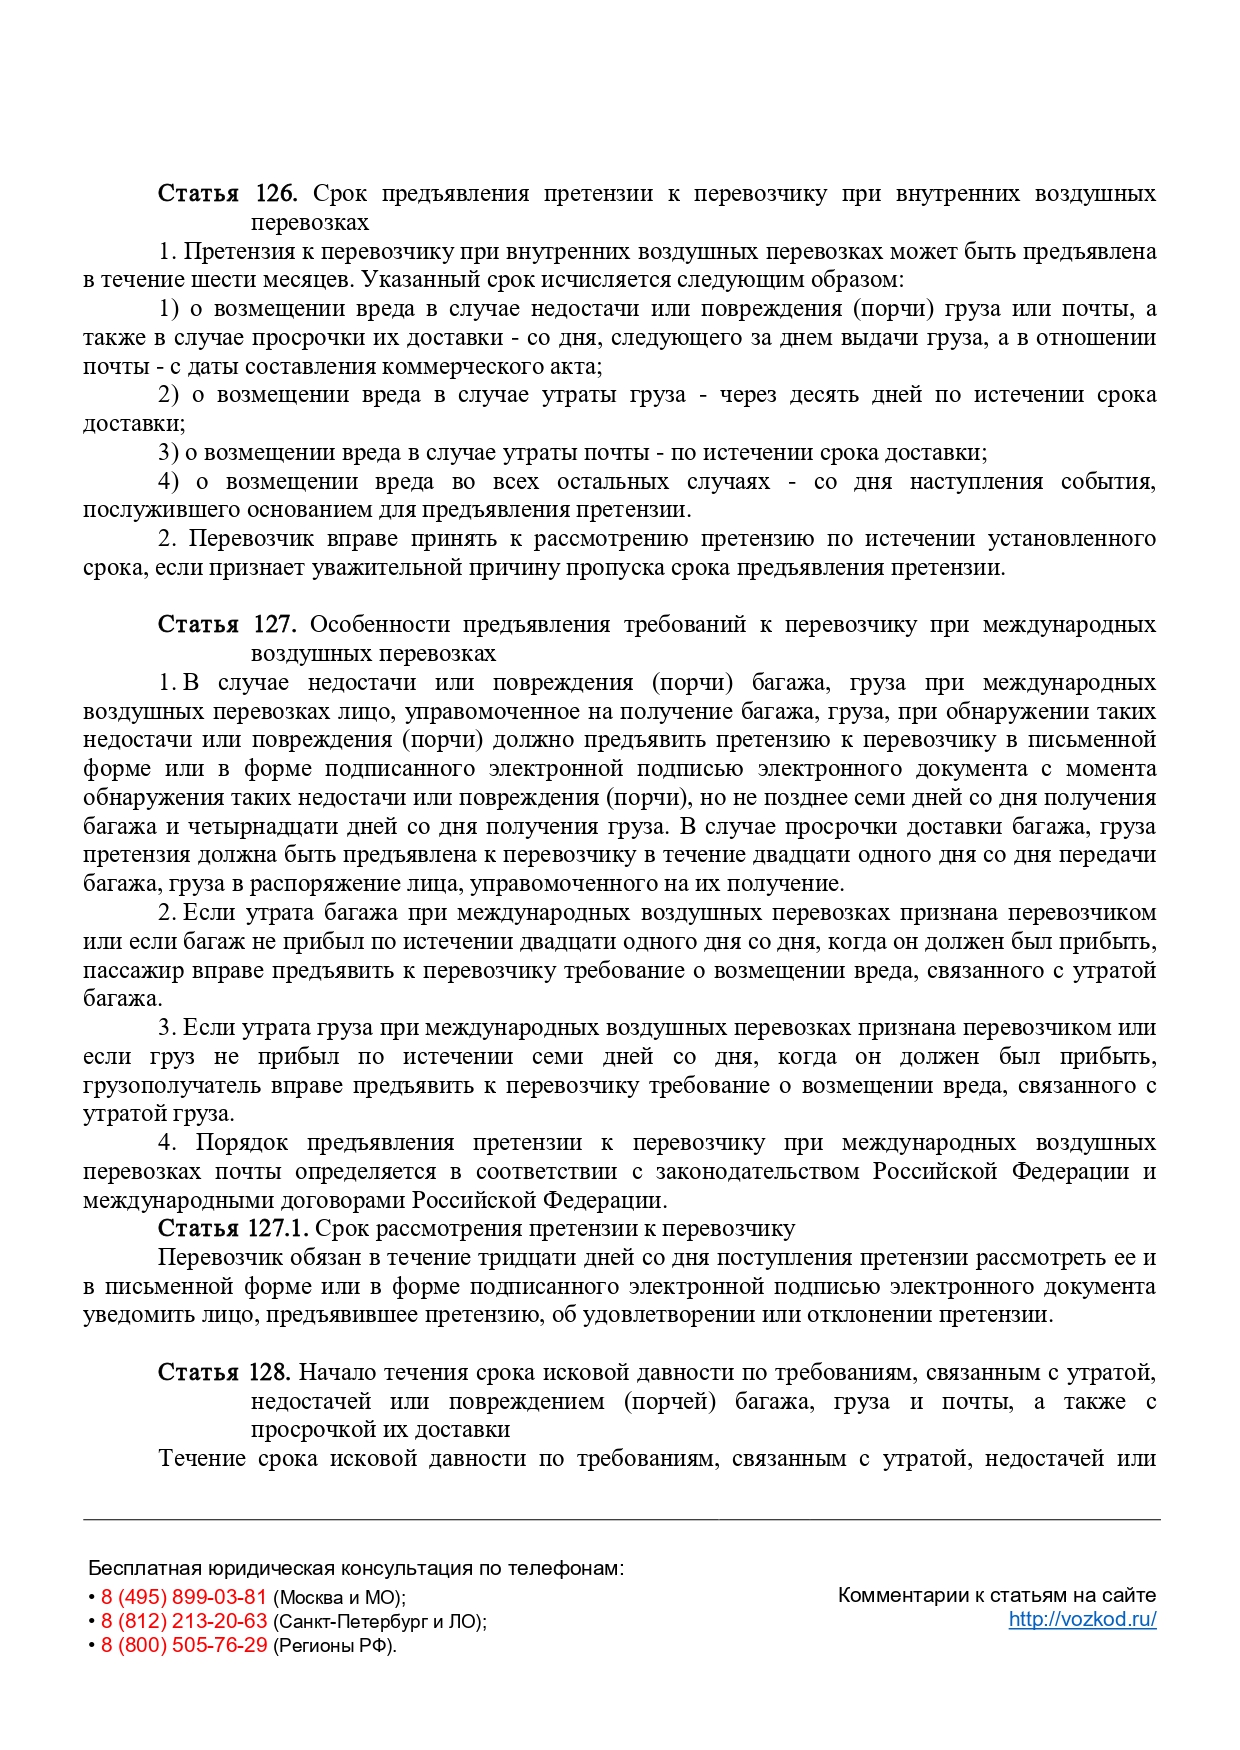 Статья 126. Срок предъявления претензии к перевозчику при внутренних воздушных
перевозках
1. Претензия к перевозчику при внутренних воздушных перевозках может быть предъявлена
в течение шести месяцев. Указанный срок исчисляется следующим образом:
1) о возмещении вреда в случае недостачи или повреждения (порчи) груза или почты, а
также в случае просрочки их доставки - со дня, следующего за днем выдачи груза, а в отношении
почты - с даты составления коммерческого акта;
2) о возмещении вреда в случае утраты груза - через десять дней по истечении срока
доставки;
3) о возмещении вреда в случае утраты почты - по истечении срока доставки;
4) о возмещении вреда во всех остальных случаях - со дня наступления события,
послужившего основанием для предъявления претензии.
2. Перевозчик вправе принять к рассмотрению претензию по истечении установленного
срока, если признает уважительной причину пропуска срока предъявления претензии.
Статья 127. Особенности предъявления требований к перевозчику при международных
воздушных перевозках
1. В случае недостачи или повреждения (порчи) багажа, груза при международных
воздушных перевозках лицо, управомоченное на получение багажа, груза, при обнаружении таких
недостачи или повреждения (порчи) должно предъявить претензию к перевозчику в письменной
форме или в форме подписанного электронной подписью электронного документа с момента
обнаружения таких недостачи или повреждения (порчи), но не позднее семи дней со дня получения
багажа и четырнадцати дней со дня получения груза. В случае просрочки доставки багажа, груза
претензия должна быть предъявлена к перевозчику в течение двадцати одного дня со дня передачи
багажа, груза в распоряжение лица, управомоченного на их получение.
2. Если утрата багажа при международных воздушных перевозках признана перевозчиком
или если багаж не прибыл по истечении двадцати одного дня со дня, когда он должен был прибыть,
пассажир вправе предъявить к перевозчику требование о возмещении вреда, связанного с утратой
багажа.
3. Если утрата груза при международных воздушных перевозках признана перевозчиком или
если груз не прибыл по истечении семи дней со дня, когда он должен был прибыть,
грузополучатель вправе предъявить к перевозчику требование о возмещении вреда, связанного с
утратой груза.
4. Порядок предъявления претензии к перевозчику при международных воздушных
перевозках почты определяется в соответствии с законодательством Российской Федерации и
международными договорами Российской Федерации.
Статья 127.1. Срок рассмотрения претензии к перевозчику
Перевозчик обязан в течение тридцати дней со дня поступления претензии рассмотреть ее и
в письменной форме или в форме подписанного электронной подписью электронного документа
уведомить лицо, предъявившее претензию, об удовлетворении или отклонении претензии.
Статья 128. Начало течения срока исковой давности по требованиям, связанным с утратой,
недостачей или повреждением (порчей) багажа, груза и почты, а также с
просрочкой их доставки
Течение срока исковой давности по требованиям, связанным с утратой, недостачей или
Бесплатная юридическая консультация по телефонам:
• 8 (495) 899-03-81 (Москва и МО);
• 8 (812) 213-20-63 (Санкт-Петербург и ЛО);
• 8 (800) 505-76-29 (Регионы РФ).
Комментарии к статьям на сайте
http://vozkod.ru/